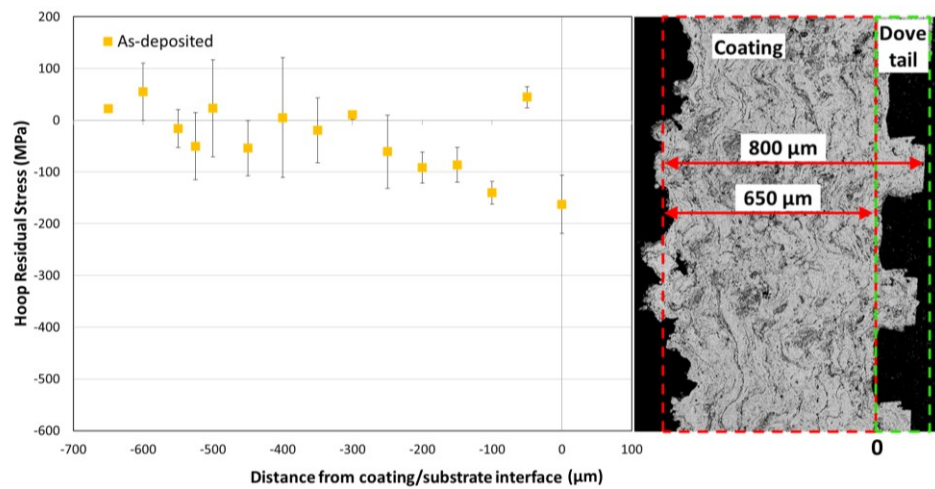 200
100
0
-100
-200
-300
-400
-500
-600
Hoop Residual Stress (MPa)
As-deposited
-700
-600
-500
-400
-300
-200
-100
0
-100
Distance from coating/substrate interface (μm)
Coating
Dove
tail
800 μm
650 μm
0